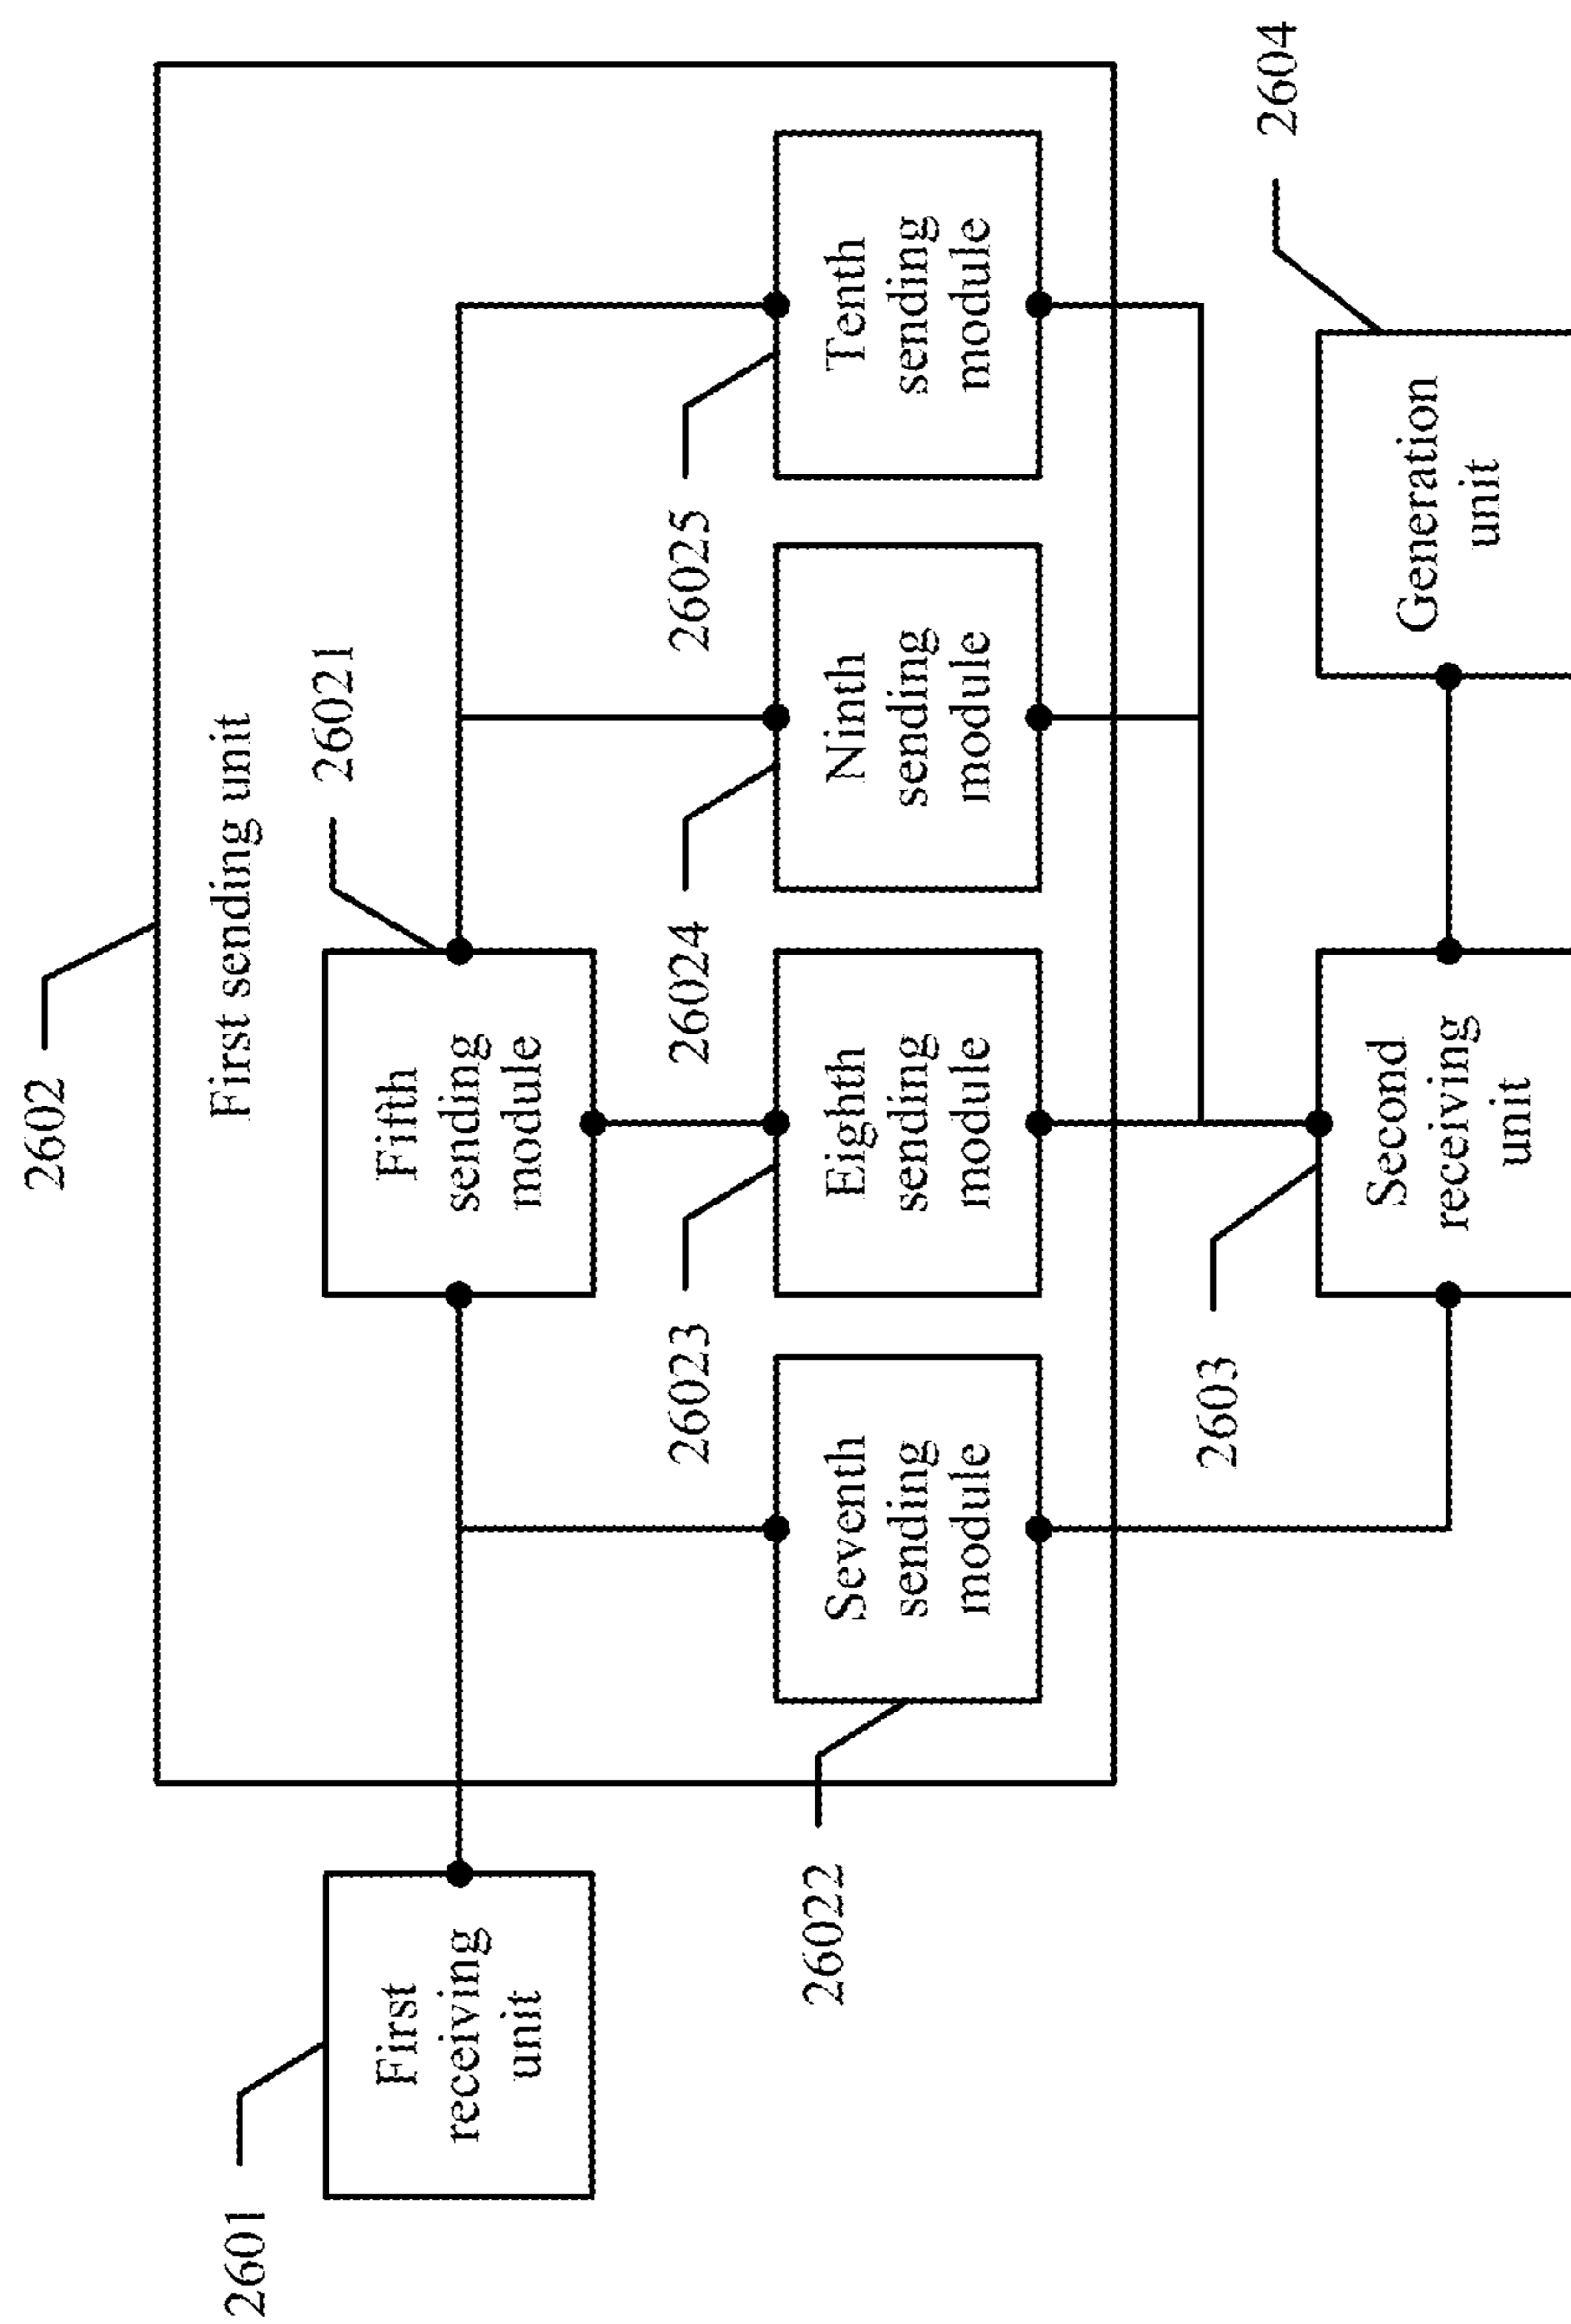 2602
First sending unit
26021
2601
First
receiving
unit
Fifth
sending
module
26022
26023
26024
26025
Seventh
sending
module
Eighth
sending
module
Ninth
sending
module
Tenth
sending
module
2603
2604
Second
receiving
unit
Generation
unit